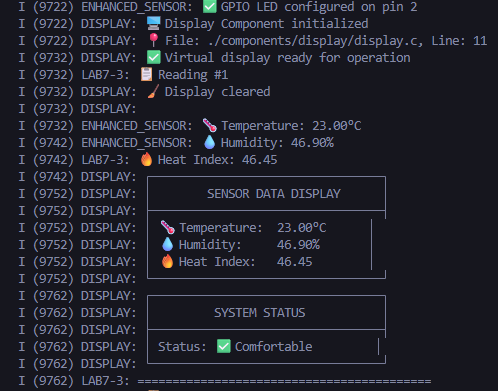 I (9722) ENHANCED_SENSOR: ✅ GPIO LED configured on pin 2
I (9722) DISPLAY: 🖥️ Display Component initialized
I (9722) DISPLAY: 📍 File: ./components/display/display.c, Line: 11
I (9732) DISPLAY: ✅ Virtual display ready for operation
I (9732) LAB7-3: 📋 Reading #1
I (9732) DISPLAY: 🧹 Display cleared
I (9732) DISPLAY:
I (9732) ENHANCED_SENSOR: 🌡️ Temperature: 23.00°C
I (9742) ENHANCED_SENSOR: 💧 Humidity: 46.90%
I (9742) LAB7-3: 🔥 Heat Index: 46.45
I (9742) DISPLAY:
I (9752) DISPLAY: SENSOR DATA DISPLAY
I (9752) DISPLAY:
I (9752) DISPLAY: 🌡️ Temperature: 23.00°C
I (9752) DISPLAY: 💧 Humidity: 46.90%
I (9752) DISPLAY: 🔥 Heat Index: 46.45
I (9752) DISPLAY:
I (9762) DISPLAY:
I (9762) DISPLAY: SYSTEM STATUS
I (9762) DISPLAY:
I (9762) DISPLAY: Status: ✅ Comfortable
I (9762) DISPLAY:
I (9762) LAB7-3: ==========================================